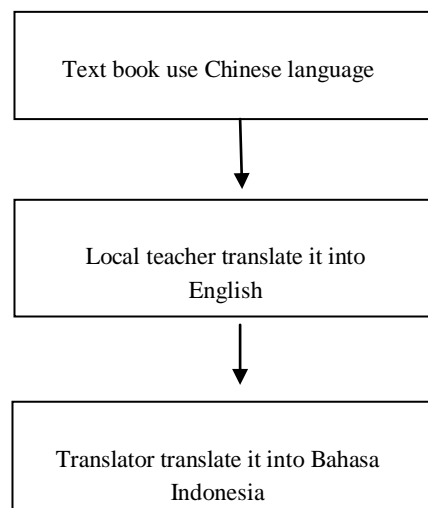 Text book use Chinese language
Local teacher translate it into
English
Translator translate it into Bahasa
Indonesia